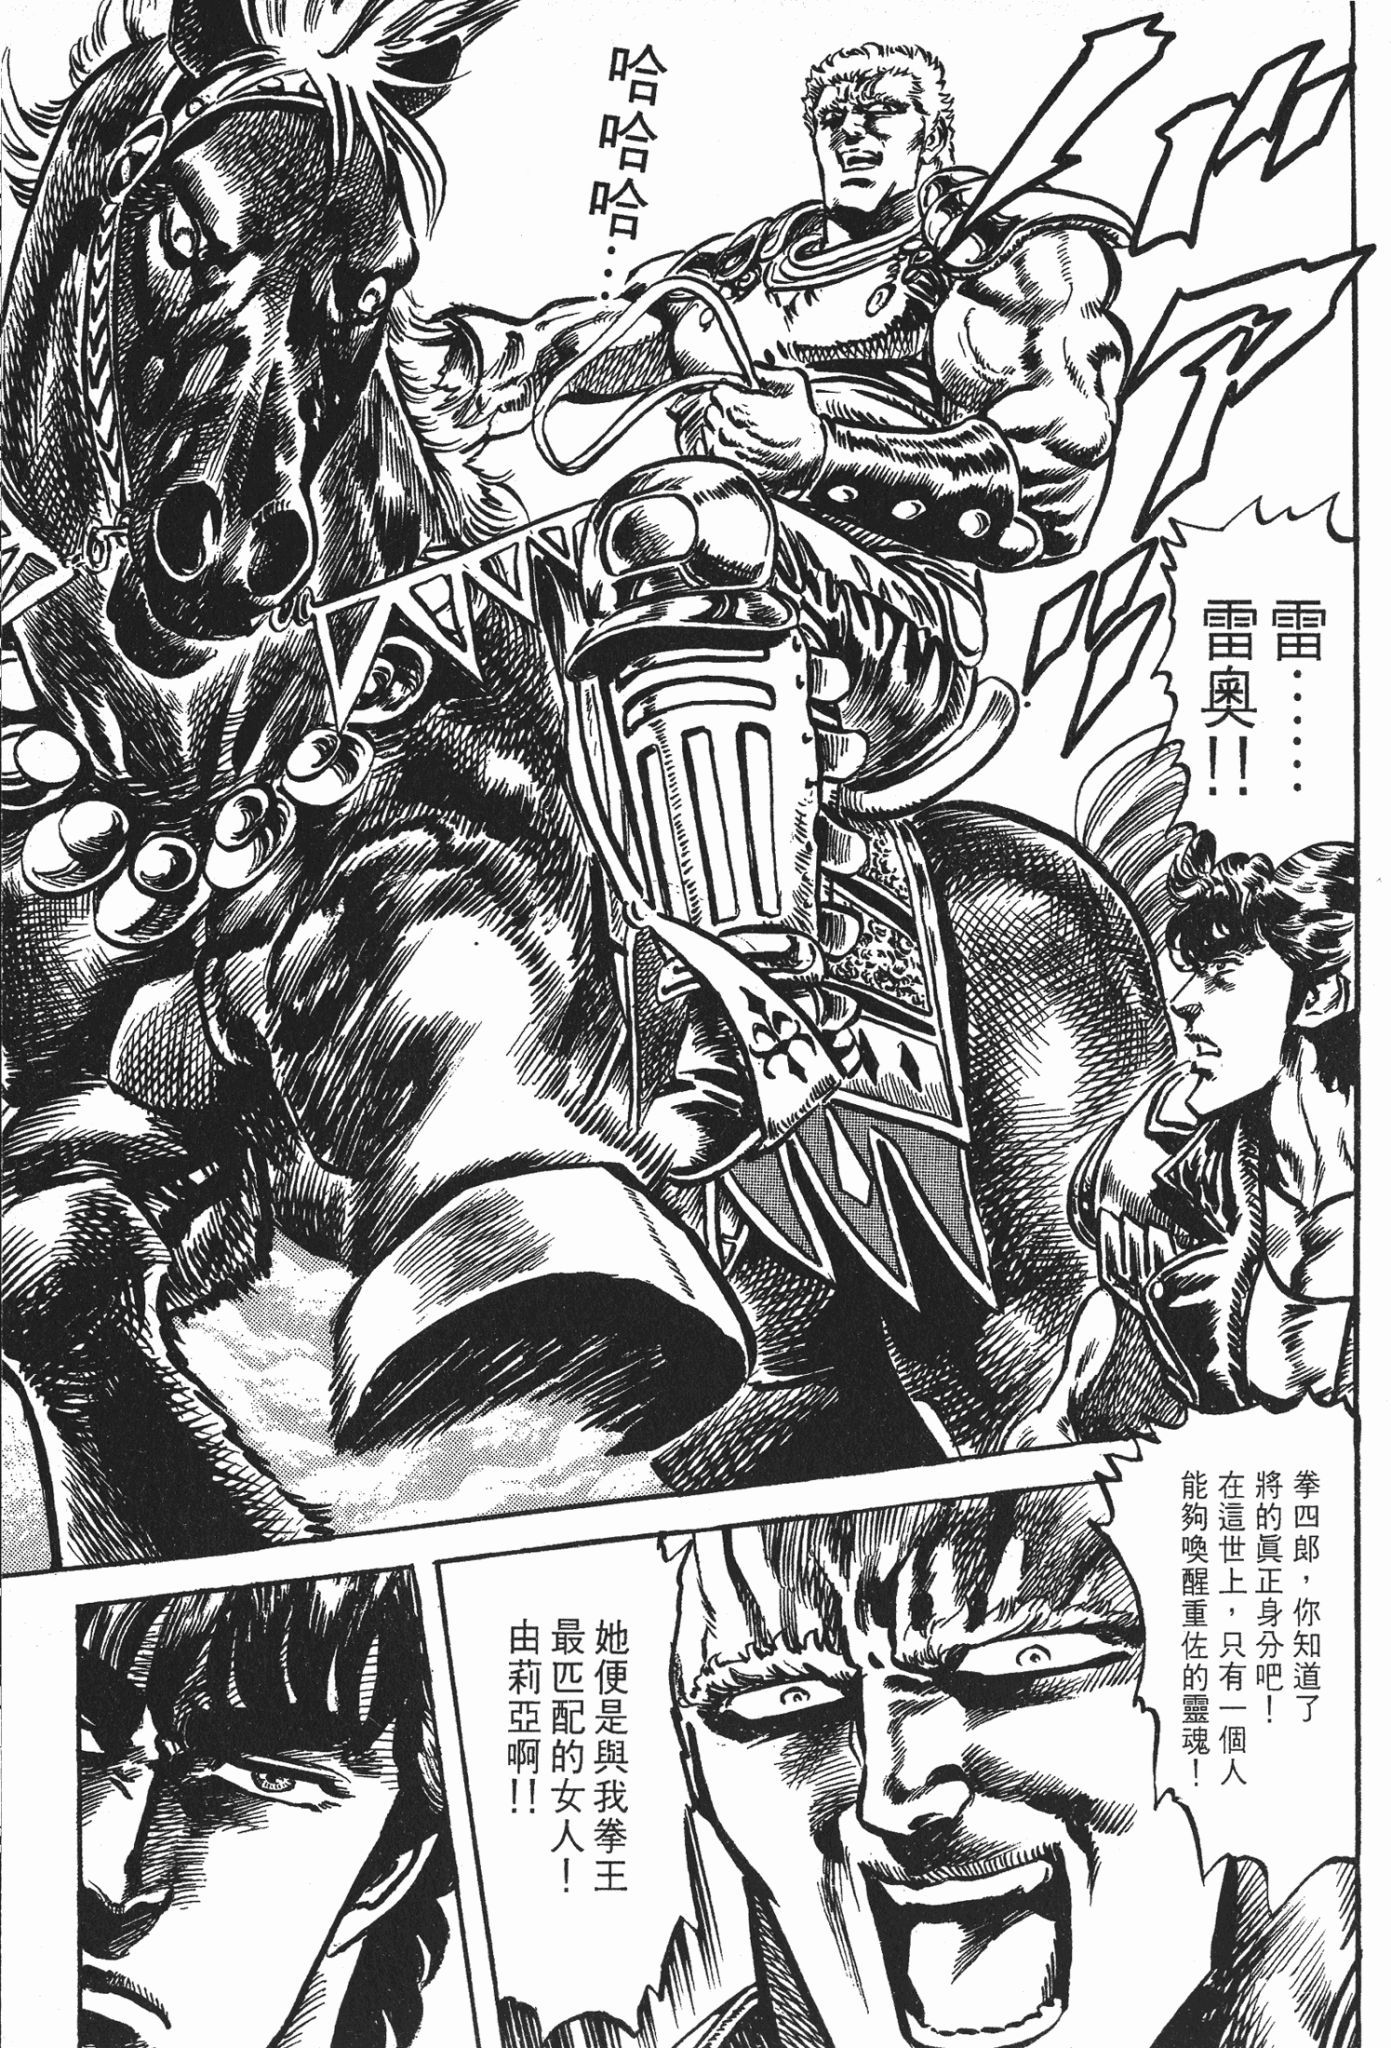 雷……
雷奧!!
哈哈哈…
拳四郎，你知道了
將的眞正身分吧！
在這世上，只有一個人
能夠喚醒重佐的靈魂！
她便是與我拳王
最匹配的女人！
由莉亞啊!!